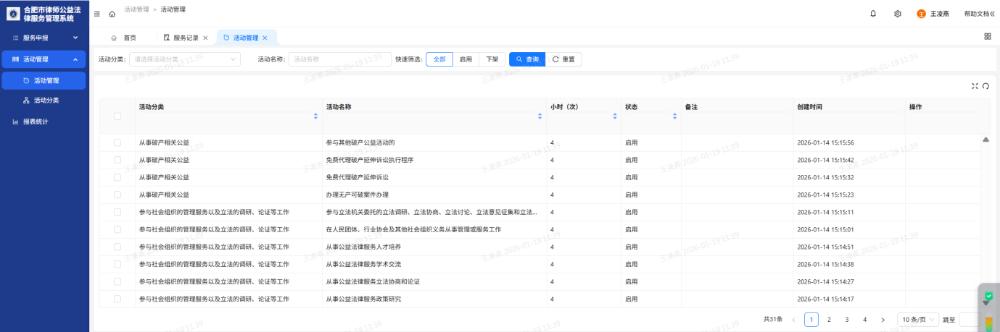 合肥市律师公益法
律服务管理系统
活动管理 > 活动管理
王
王凌燕
帮助文档
服务申报
活动管理
活动管理
活动分类
报表统计
首页
服务记录
活动管理
活动分类: 请选择活动分类 活动名称: 活动名称 快速筛选: 全部 启用 下架 查询 重置
活动分类 活动名称 小时（次） 状态 备注 创建时间 操作
从事破产相关公益 参与其他破产公益活动的 4 启用 2026-01-14 15:15:56
从事破产相关公益 免费代理破产延伸诉讼执行程序 4 启用 2026-01-14 15:15:42
从事破产相关公益 免费代理破产延伸诉讼 4 启用 2026-01-14 15:15:32
从事破产相关公益 办理无产可破案件办理 4 启用 2026-01-14 15:15:23
参与社会组织的管理服务以及立法的调研、论证等工作 参与立法机关委托的立法调研、立法协商、立法讨论、立法意见征集和立法... 4 启用 2026-01-14 15:15:11
参与社会组织的管理服务以及立法的调研、论证等工作 在人民团体、行业协会及其他社会组织义务从事管理或服务工作 4 启用 2026-01-14 15:15:01
参与社会组织的管理服务以及立法的调研、论证等工作 从事公益法律服务人才培养 4 启用 2026-01-14 15:14:51
参与社会组织的管理服务以及立法的调研、论证等工作 从事公益法律服务学术交流 4 启用 2026-01-14 15:14:38
参与社会组织的管理服务以及立法的调研、论证等工作 从事公益法律服务立法协商和论证 4 启用 2026-01-14 15:14:27
参与社会组织的管理服务以及立法的调研、论证等工作 从事公益法律服务政策研究 4 启用 2026-01-14 15:14:17
共31条 1 2 3 4 10 条/页 跳至
王凌燕 2026-01-19 11:39